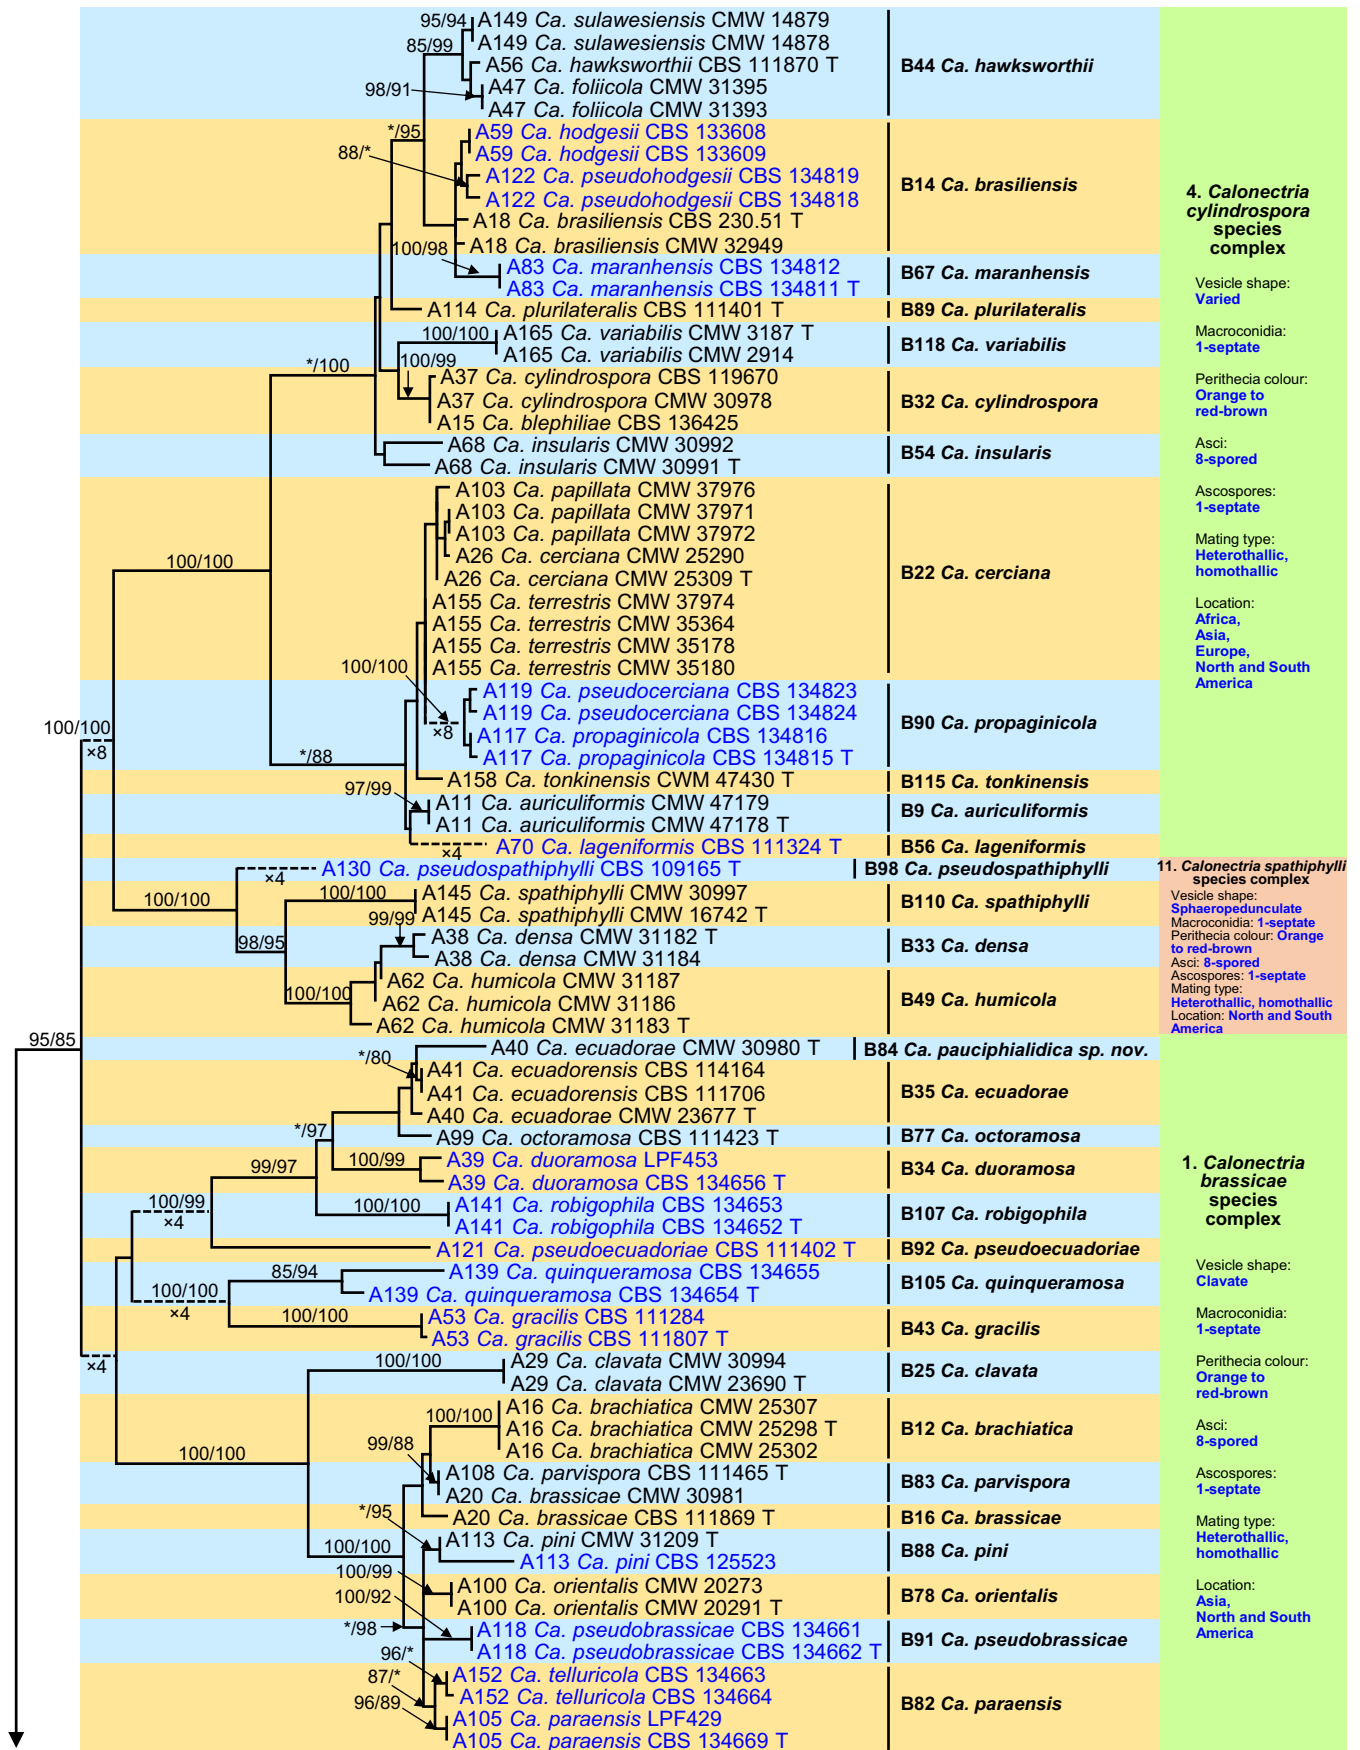 95/94
A149 Ca. sulawesiensis CMW 14879
A149 Ca. sulawesiensis CMW 14878
85/99
A56 Ca. hawksworthii CBS 111870 T
98/91
A47 Ca. foliicola CMW 31395
A47 Ca. foliicola CMW 31393
B44 Ca. hawksworthii
*/95
A59 Ca. hodgesii CBS 133608
A59 Ca. hodgesii CBS 133609
88/*
A122 Ca. pseudohodgesii CBS 134819
A122 Ca. pseudohodgesii CBS 134818
A18 Ca. brasiliensis CBS 230.51 T
A18 Ca. brasiliensis CMW 32949
B14 Ca. brasiliensis
100/98
A83 Ca. maranhensis CBS 134812
A83 Ca. maranhensis CBS 134811 T
B67 Ca. maranhensis
A114 Ca. plurilateralis CBS 111401 T
B89 Ca. plurilateralis
100/100
A165 Ca. variabilis CMW 3187 T
A165 Ca. variabilis CMW 2914
B118 Ca. variabilis
*/100
100/99
A37 Ca. cylindrospora CBS 119670
A37 Ca. cylindrospora CMW 30978
A15 Ca. blephiliae CBS 136425
B32 Ca. cylindrospora
A68 Ca. insularis CMW 30992
A68 Ca. insularis CMW 30991 T
B54 Ca. insularis
100/100
A103 Ca. papillata CMW 37976
A103 Ca. papillata CMW 37971
A103 Ca. papillata CMW 37972
A26 Ca. cerciana CMW 25290
A26 Ca. cerciana CMW 25309 T
A155 Ca. terrestris CMW 37974
A155 Ca. terrestris CMW 35364
A155 Ca. terrestris CMW 35178
A155 Ca. terrestris CMW 35180
B22 Ca. cerciana
100/100
×8
A119 Ca. pseudocerciana CBS 134823
A119 Ca. pseudocerciana CBS 134824
A117 Ca. propaginicola CBS 134816
A117 Ca. propaginicola CBS 134815 T
B90 Ca. propaginicola
100/100
×8
*/88
A158 Ca. tonkinensis CWM 47430 T
B115 Ca. tonkinensis
97/99
A11 Ca. auriculiformis CMW 47179
A11 Ca. auriculiformis CMW 47178 T
B9 Ca. auriculiformis
×4
A70 Ca. lageniformis CBS 111324 T
B56 Ca. lageniformis
4. Calonectria
cylindrospora
species
complex
Vesicle shape:
Varied
Macroconidia:
1-septate
Perithecia colour:
Orange to
red-brown
Asci:
8-spored
Ascospores:
1-septate
Mating type:
Heterothallic,
homothallic
Location:
Africa,
Asia,
Europe,
North and South
America
×4
A130 Ca. pseudospathiphylli CBS 109165 T
B98 Ca. pseudospathiphylli
100/100
100/100
A145 Ca. spathiphylli CMW 30997
A145 Ca. spathiphylli CMW 16742 T
B110 Ca. spathiphylli
98/95
99/99
A38 Ca. densa CMW 31182 T
A38 Ca. densa CMW 31184
B33 Ca. densa
100/100
A62 Ca. humicola CMW 31187
A62 Ca. humicola CMW 31186
A62 Ca. humicola CMW 31183 T
B49 Ca. humicola
11. Calonectria spathiphylli
species complex
Vesicle shape:
Sphaeropedunculate
Macroconidia: 1-septate
Perithecia colour: Orange
to red-brown
Asci: 8-spored
Ascospores: 1-septate
Mating type:
Heterothallic, homothallic
Location: North and South
America
95/85
A40 Ca. ecuadorae CMW 30980 T
B84 Ca. pauciphialidica sp. nov.
*/80
A41 Ca. ecuadorensis CBS 114164
A41 Ca. ecuadorensis CBS 111706
A40 Ca. ecuadorae CMW 23677 T
B35 Ca. ecuadorae
*/97
A99 Ca. octoramosa CBS 111423 T
B77 Ca. octoramosa
99/97
100/99
A39 Ca. duoramosa LPF453
A39 Ca. duoramosa CBS 134656 T
B34 Ca. duoramosa
100/99
×4
100/100
A141 Ca. robigophila CBS 134653
A141 Ca. robigophila CBS 134652 T
B107 Ca. robigophila
A121 Ca. pseudoecuadoriae CBS 111402 T
B92 Ca. pseudoecuadoriae
100/100
×4
85/94
A139 Ca. quinqueramosa CBS 134655
A139 Ca. quinqueramosa CBS 134654 T
B105 Ca. quinqueramosa
100/100
A53 Ca. gracilis CBS 111284
A53 Ca. gracilis CBS 111807 T
B43 Ca. gracilis
×4
100/100
A29 Ca. clavata CMW 30994
A29 Ca. clavata CMW 23690 T
B25 Ca. clavata
100/100
100/100
A16 Ca. brachiatica CMW 25307
A16 Ca. brachiatica CMW 25298 T
A16 Ca. brachiatica CMW 25302
B12 Ca. brachiatica
99/88
A108 Ca. parvispora CBS 111465 T
A20 Ca. brassicae CMW 30981
B83 Ca. parvispora
A20 Ca. brassicae CBS 111869 T
B16 Ca. brassicae
*/95
100/100
A113 Ca. pini CMW 31209 T
A113 Ca. pini CBS 125523
B88 Ca. pini
100/99
A100 Ca. orientalis CMW 20273
A100 Ca. orientalis CMW 20291 T
B78 Ca. orientalis
100/92
*/98
A118 Ca. pseudobrassicae CBS 134661
A118 Ca. pseudobrassicae CBS 134662 T
B91 Ca. pseudobrassicae
96/*
87/*
96/89
A152 Ca. telluricola CBS 134663
A152 Ca. telluricola CBS 134664
A105 Ca. paraensis LPF429
A105 Ca. paraensis CBS 134669 T
B82 Ca. paraensis
1. Calonectria
brassicae
species
complex
Vesicle shape:
Clavate
Macroconidia:
1-septate
Perithecia colour:
Orange to
red-brown
Asci:
8-spored
Ascospores:
1-septate
Mating type:
Heterothallic,
homothallic
Location:
Asia,
North and South
America